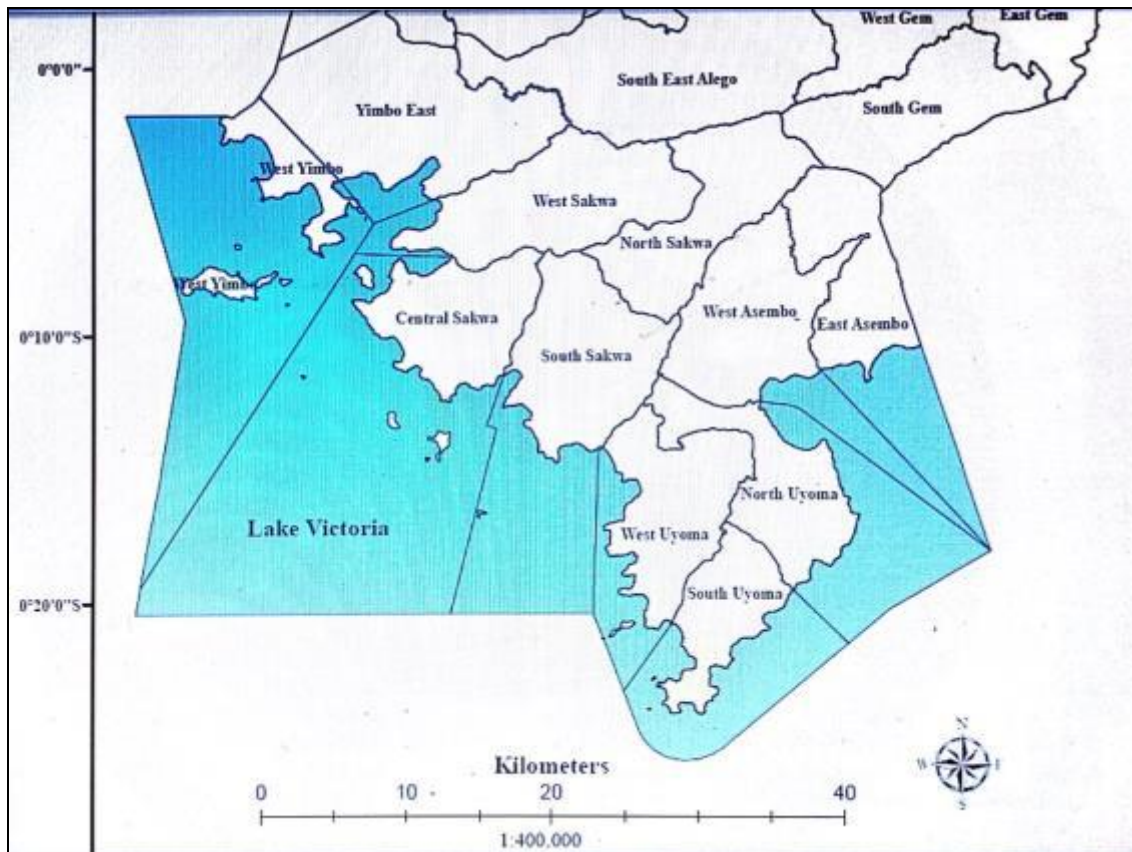 West Gem
East Gem
0°0'0"
South East Alego
Yimbo East
South Gem
West Yimbo
West Sakwa
North Sakwa
West Yimb
Central Sakwa
West Asembo
East Asembo
0°10'0"S
South Sakwa
North Uyoma
Lake Victoria
West Uyoma
South Uyoma
0°20'0"S
N
W E
S
Kilometers
0 10 20 40
1:400,000